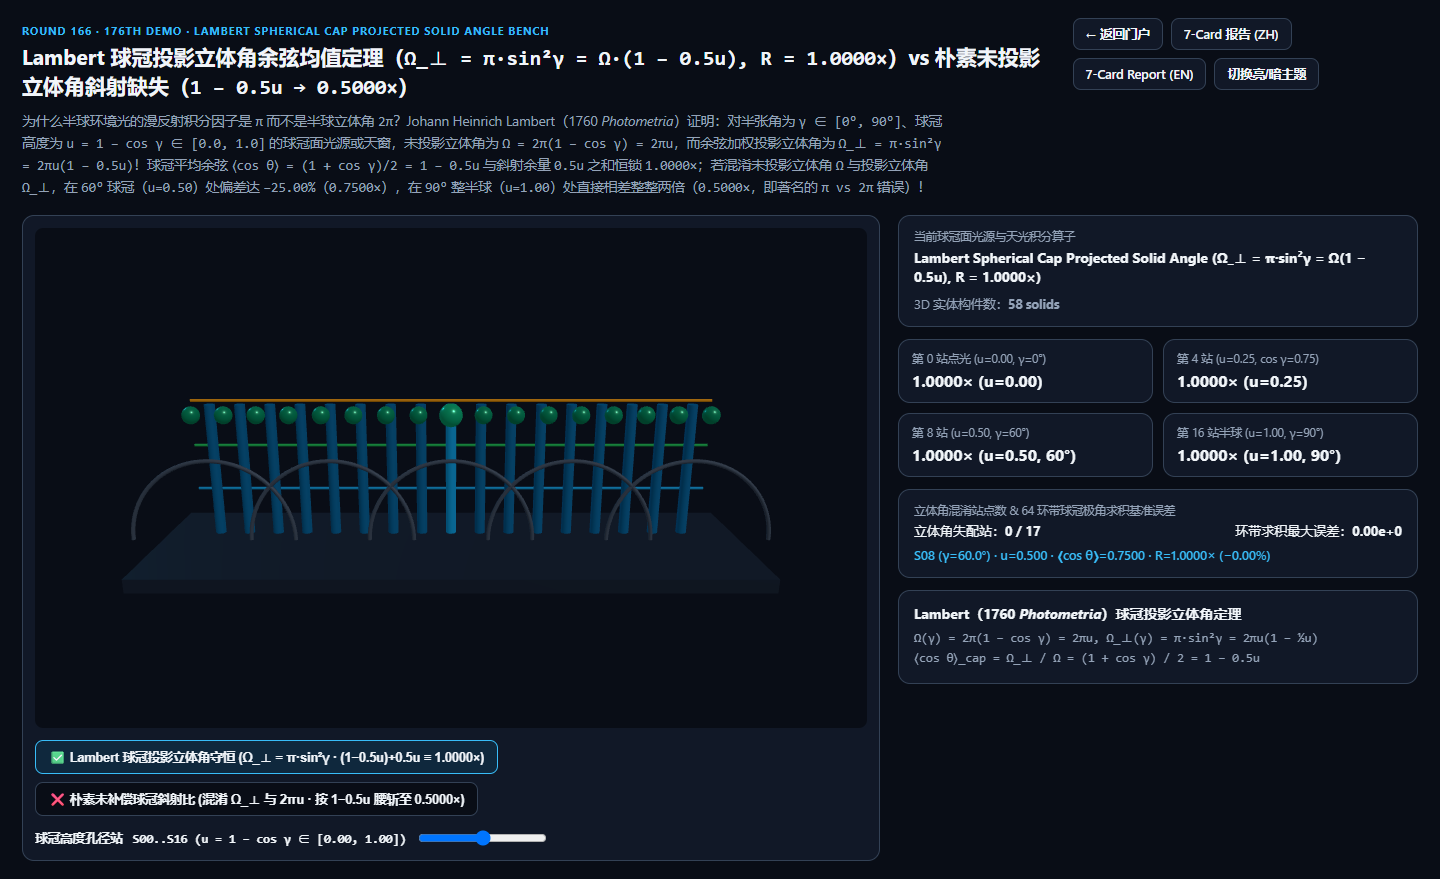 ROUND 166 · 176TH DEMO · LAMBERT SPHERICAL CAP PROJECTED SOLID ANGLE BENCH
Lambert 球冠投影立体角余弦均值定理（Ω_⊥ = π·sin²γ = Ω·(1 − 0.5u), R = 1.0000×）vs 朴素未投影
立体角斜射缺失（1 − 0.5u → 0.5000×）
为什么半球环境光的漫反射积分因子是 π 而不是半球立体角 2π？Johann Heinrich Lambert（1760 Photometria）证明：对半张角为 γ ∈ [0°, 90°]、球冠
高度为 u = 1 − cos γ ∈ [0.0, 1.0] 的球冠面光源或天窗，未投影立体角为 Ω = 2π(1 − cos γ) = 2πu，而余弦加权投影立体角为 Ω_⊥ = π·sin²γ
= 2πu(1 − 0.5u)！球冠平均余弦 ⟨cos θ⟩ = (1 + cos γ)/2 = 1 − 0.5u 与斜射余量 0.5u 之和恒锁 1.0000×；若混淆未投影立体角 Ω 与投影立体角
Ω_⊥，在 60° 球冠（u=0.50）处偏差达 −25.00%（0.7500×），在 90° 整半球（u=1.00）处直接相差整整两倍（0.5000×，即著名的 π vs 2π 错误）！
← 返回门户
7-Card 报告 (ZH)
7-Card Report (EN)
切换亮/暗主题
✅ Lambert 球冠投影立体角守恒 (Ω_⊥ = π·sin²γ · (1−0.5u)+0.5u ≡ 1.0000×)
❌ 朴素未补偿球冠斜射比 (混淆 Ω_⊥ 与 2πu · 按 1−0.5u 腰斩至 0.5000×)
球冠高度孔径站 S00..S16 (u = 1 − cos γ ∈ [0.00, 1.00])
当前球冠面光源与天光积分算子
Lambert Spherical Cap Projected Solid Angle (Ω_⊥ = π·sin²γ = Ω(1 −
0.5u), R = 1.0000×)
3D 实体构件数：58 solids
第 0 站点光 (u=0.00, γ=0°)
1.0000× (u=0.00)
第 4 站 (u=0.25, cos γ=0.75)
1.0000× (u=0.25)
第 8 站 (u=0.50, γ=60°)
1.0000× (u=0.50, 60°)
第 16 站半球 (u=1.00, γ=90°)
1.0000× (u=1.00, 90°)
立体角混淆站点数 & 64 环带球冠极角求积基准误差
立体角失配站：0 / 17
环带求积最大误差：0.00e+0
S08 (γ=60.0°) · u=0.500 · ⟨cos θ⟩=0.7500 · R=1.0000× (−0.00%)
Lambert（1760 Photometria）球冠投影立体角定理
Ω(γ) = 2π(1 − cos γ) = 2πu, Ω_⊥(γ) = π·sin²γ = 2πu(1 − ½u)
⟨cos θ⟩_cap = Ω_⊥ / Ω = (1 + cos γ) / 2 = 1 − 0.5u